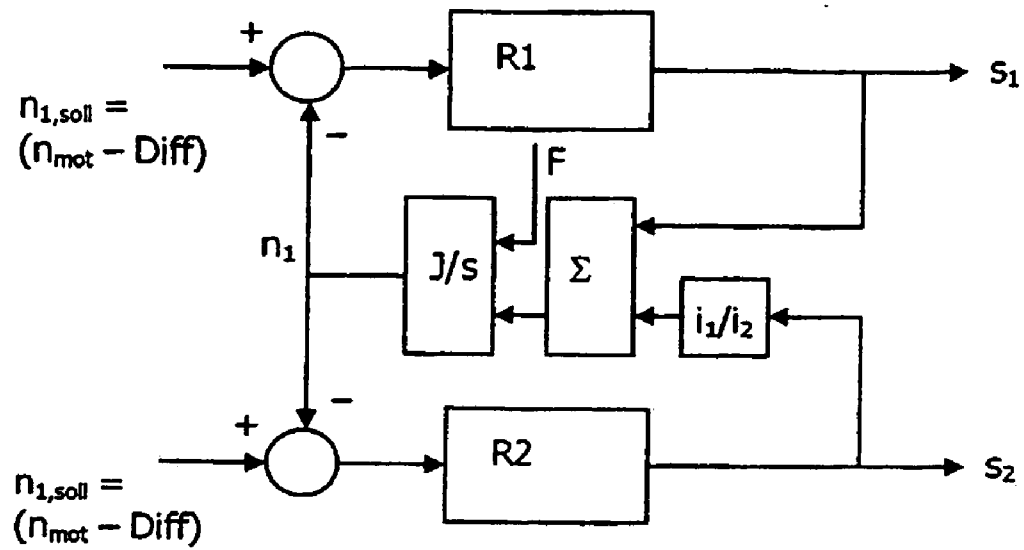 +
R1
s₁
n₁,soll =
(nmot – Diff)
–
F
n₁
J/s
Σ
i₁/i₂
–
+
R2
s₂
n₁,soll =
(nmot – Diff)